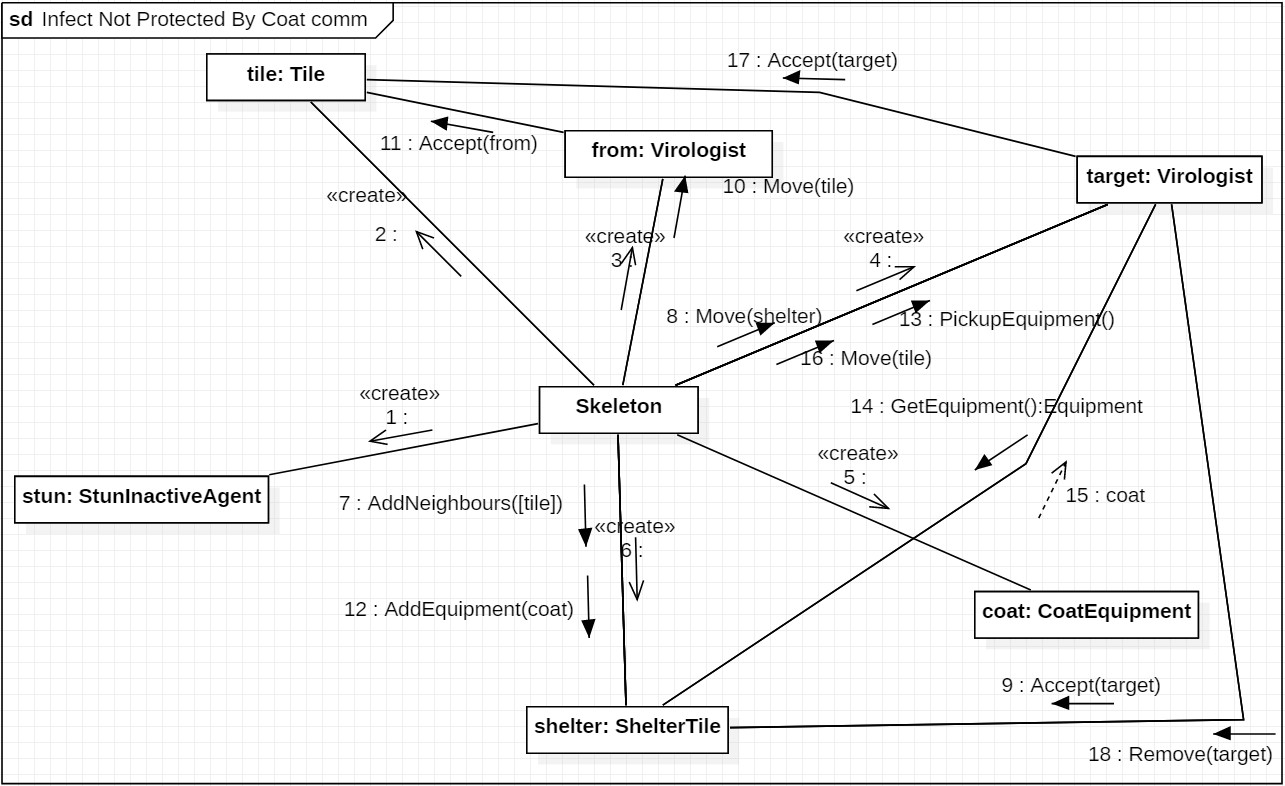 sd Infect Not Protected By Coat comm
17 : Accept(target)
tile: Tile
11 : Accept(from)
from: Virologist
target: Virologist
10 : Move(tile)
«create»
2 :
«create»
3 :
«create»
4 :
8 : Move(shelter)
13 : PickupEquipment()
16 : Move(tile)
«create»
1 :
Skeleton
14 : GetEquipment():Equipment
«create»
5 :
stun: StunInactiveAgent
7 : AddNeighbours([tile])
15 : coat
«create»
6 :
12 : AddEquipment(coat)
coat: CoatEquipment
9 : Accept(target)
shelter: ShelterTile
18 : Remove(target)